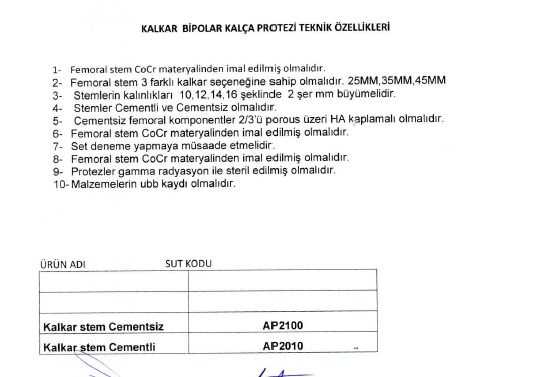 KALKAR BİPOLAR KALÇA PROTEZİ TEKNİK ÖZELLİKLERİ
1- Femoral stem CoCr materyalinden imal edilmiş olmalıdır.
2- Femoral stem 3 farklı kalkar seçeneğine sahip olmalıdır. 25MM,35MM,45MM
3- Stemlerin kalınlıkları 10,12,14,16 şeklinde 2 şer mm büyümelidir.
4- Stemler Cementli ve Cementsiz olmalıdır.
5- Cementsiz femoral komponentler 2/3'ü porous üzeri HA kaplamalı olmalıdır.
6- Femoral stem CoCr materyalinden imal edilmiş olmalıdır.
7- Set deneme yapmaya müsaade etmelidir.
8- Femoral stem CoCr materyalinden imal edilmiş olmalıdır.
9- Protezler gamma radyasyon ile steril edilmiş olmalıdır.
10- Malzemelerin ubb kaydı olmalıdır.
ÜRÜN ADI SUT KODU
Kalkar stem Cementsiz AP2100
Kalkar stem Cementli AP2010